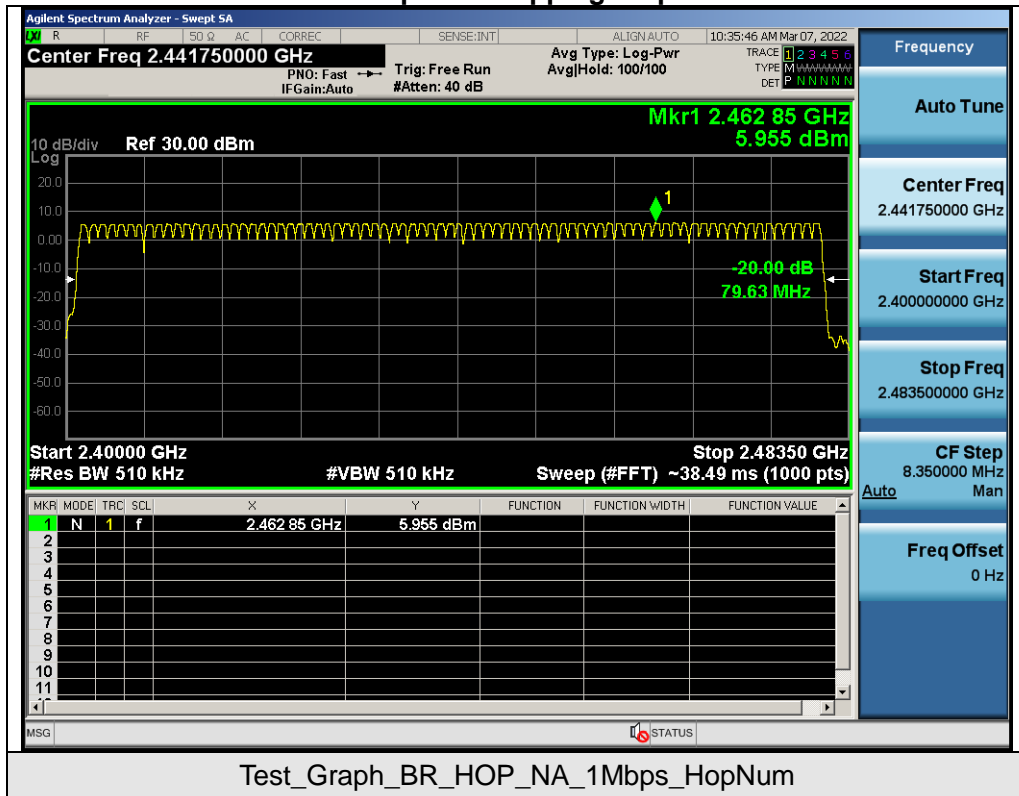 Agilent Spectrum Analyzer - Swept SA
LXI R RF 50 Ω AC CORREC SENSE:INT ALIGN AUTO 10:35:46 AM Mar 07, 2022
Center Freq 2.441750000 GHz
PNO: Fast
IFGain:Auto
Trig: Free Run
#Atten: 40 dB
Avg Type: Log-Pwr
Avg|Hold: 100/100
TRACE 1 2 3 4 5 6
TYPE M
DET P N N N N N
Mkr1 2.462 85 GHz
5.955 dBm
10 dB/div Ref 30.00 dBm
Log
20.0
10.0
0.00
-10.0
-20.0
-30.0
-40.0
-50.0
-60.0
1
-20.00 dB
79.63 MHz
Start 2.40000 GHz Stop 2.48350 GHz
#Res BW 510 kHz #VBW 510 kHz Sweep (#FFT) ~38.49 ms (1000 pts)
MKR MODE TRC SCL X Y FUNCTION FUNCTION WIDTH FUNCTION VALUE
1 N 1 f 2.462 85 GHz 5.955 dBm
2
3
4
5
6
7
8
9
10
11
MSG STATUS
Frequency
Auto Tune
Center Freq
2.441750000 GHz
Start Freq
2.400000000 GHz
Stop Freq
2.483500000 GHz
CF Step
8.350000 MHz
Auto Man
Freq Offset
0 Hz
Test_Graph_BR_HOP_NA_1Mbps_HopNum